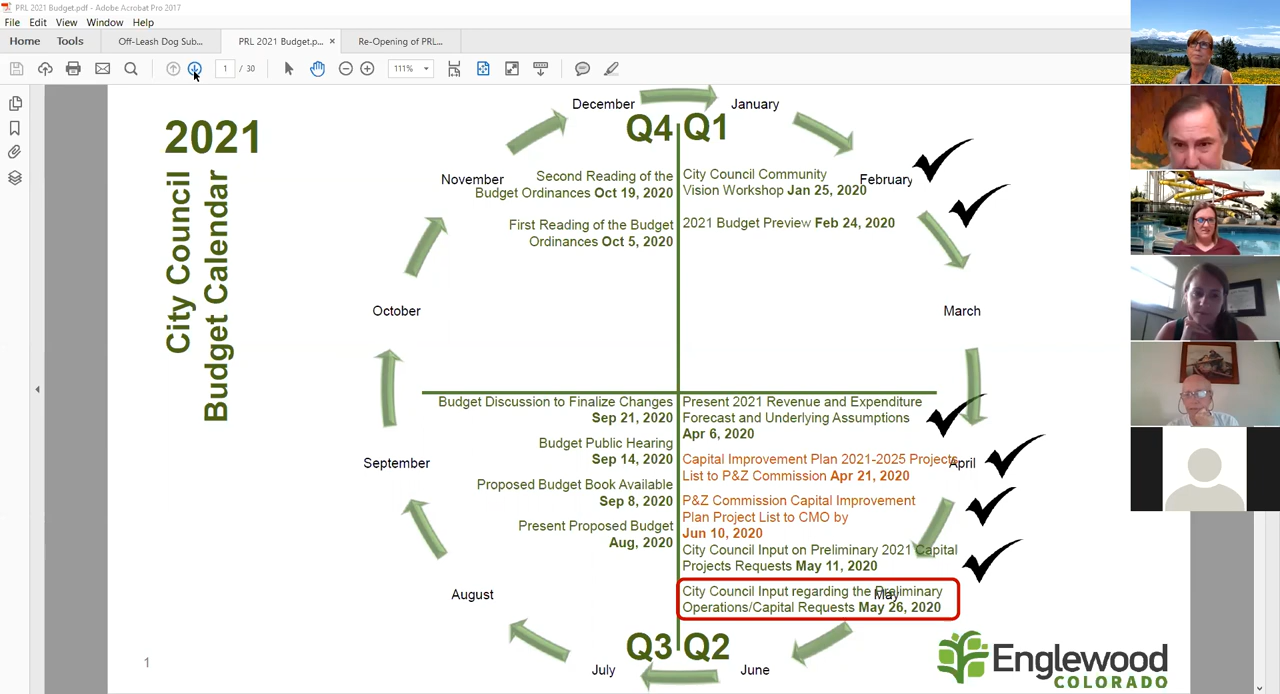 PRL 2021 Budget.pdf - Adobe Acrobat Pro 2017
File Edit View Window Help
Home Tools Off-Leash Dog Sub... PRL 2021 Budget.p... × Re-Opening of PRL...
1 / 30 111%
2021
City Council
Budget Calendar
December
January
Q4
Q1
November
February
Second Reading of the
Budget Ordinances Oct 19, 2020
First Reading of the Budget
Ordinances Oct 5, 2020
City Council Community
Vision Workshop Jan 25, 2020
2021 Budget Preview Feb 24, 2020
October
March
Budget Discussion to Finalize Changes
Sep 21, 2020
Budget Public Hearing
Sep 14, 2020
Proposed Budget Book Available
Sep 8, 2020
Present Proposed Budget
Aug, 2020
Present 2021 Revenue and Expenditure
Forecast and Underlying Assumptions
Apr 6, 2020
Capital Improvement Plan 2021-2025 Projects
List to P&Z Commission Apr 21, 2020
P&Z Commission Capital Improvement
Plan Project List to CMO by
Jun 10, 2020
City Council Input on Preliminary 2021 Capital
Projects Requests May 11, 2020
City Council Input regarding the Preliminary
Operations/Capital Requests May 26, 2020
September
April
August
May
Q3
Q2
July
June
1
Englewood
COLORADO